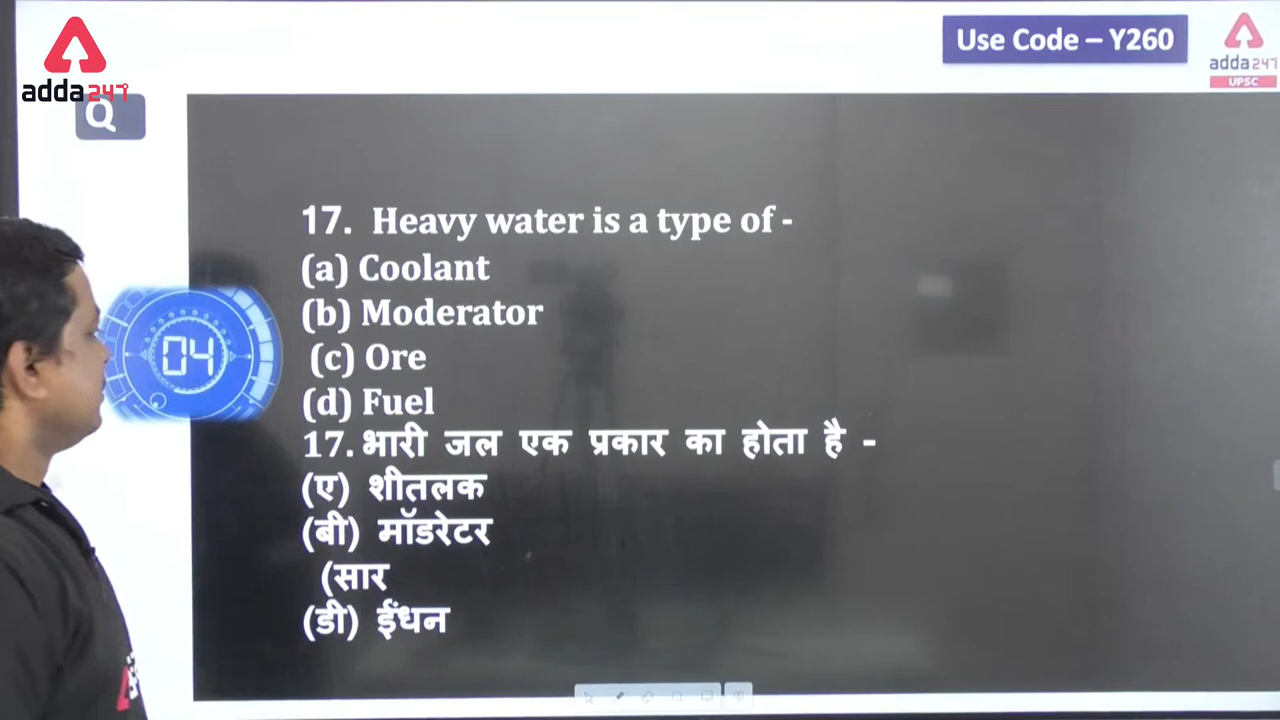 adda247
Use Code – Y260
adda247
UPSC
Q
17. Heavy water is a type of -
(a) Coolant
(b) Moderator
(c) Ore
(d) Fuel
04
17. भारी जल एक प्रकार का होता है -
(ए) शीतलक
(बी) मॉडरेटर
(सार
(डी) ईंधन